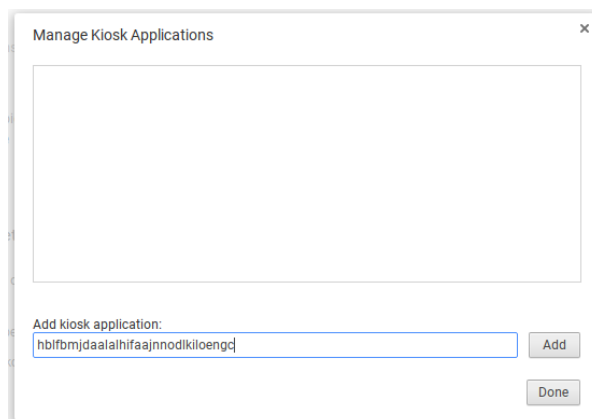 Manage Kiosk Applications
×
Add kiosk application:
hblfbmjdaalalhifaajnnodlkiloengc
Add
Done